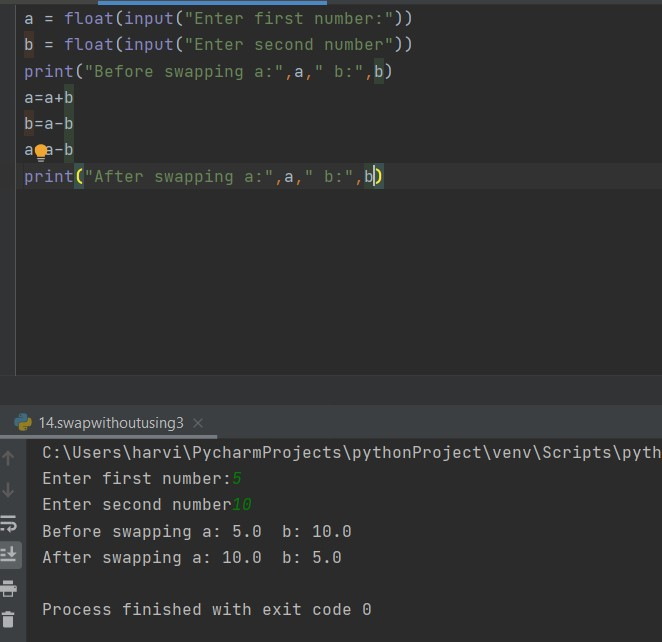 a = float(input("Enter first number:"))
b = float(input("Enter second number"))
print("Before swapping a:",a," b:",b)
a=a+b
b=a-b
a a-b
print("After swapping a:",a," b:",b)
14.swapwithoutusing3
C:\Users\harvi\PycharmProjects\pythonProject\venv\Scripts\pyth
Enter first number:5
Enter second number10
Before swapping a: 5.0  b: 10.0
After swapping a: 10.0  b: 5.0
Process finished with exit code 0